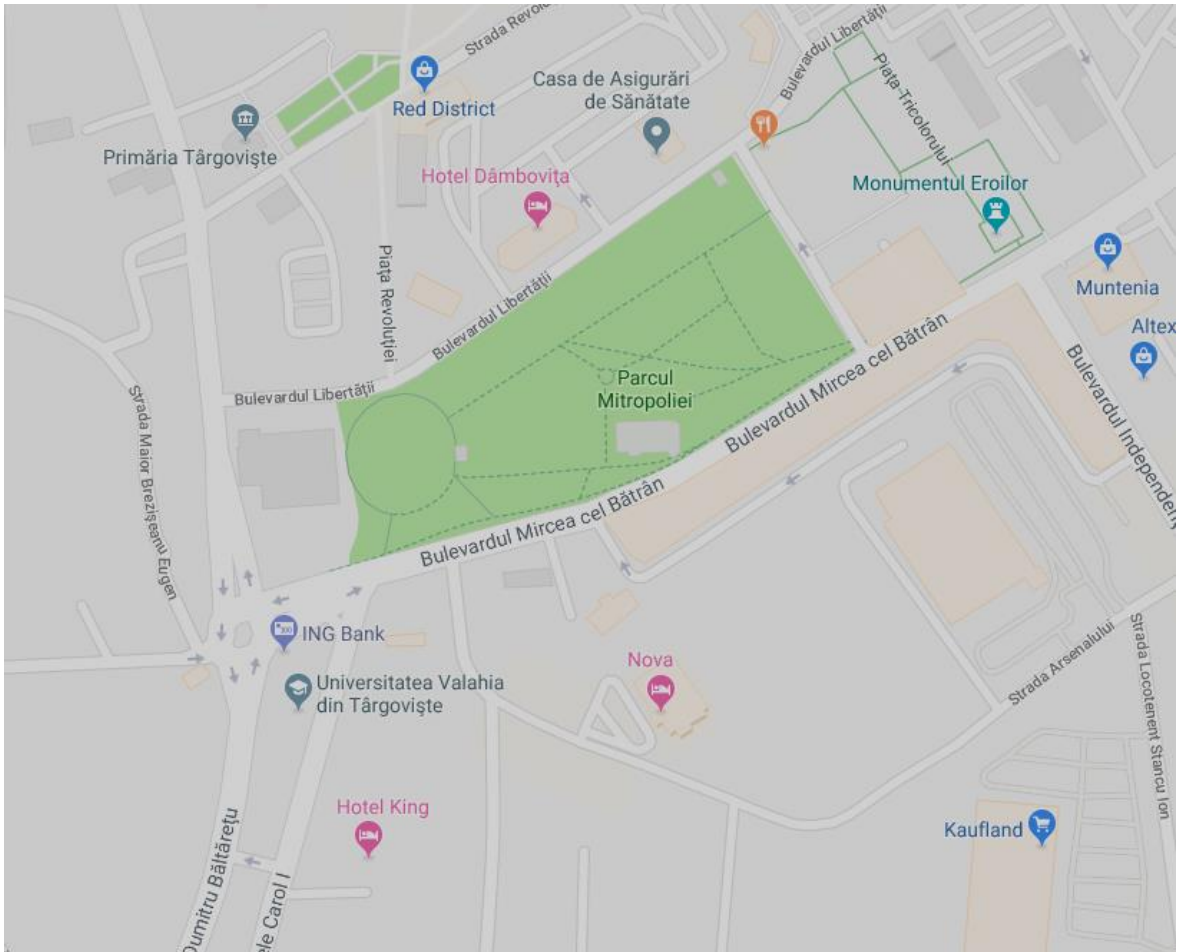 Strada Revolu
Bulevardul Libertății
Casa de Asigurări
de Sănătate
Piața Tricolorului
Red District
Primăria Târgoviște
Hotel Dâmbovița
Monumentul Eroilor
Muntenia
Piața Revoluției
Bulevardul Libertății
Altex
Bulevardul Mircea cel Bătrân
Parcul
Mitropoliei
Bulevardul Libertății
Bulevardul Independenț
Strada Maior Brezișeanu Eugen
Bulevardul Mircea cel Bătrân
ING Bank
Strada Arsenalului
Strada Locotenent Stancu Ion
Nova
Universitatea Valahia
din Târgoviște
Hotel King
Kaufland
Dumitru Băltărețu
ele Carol I